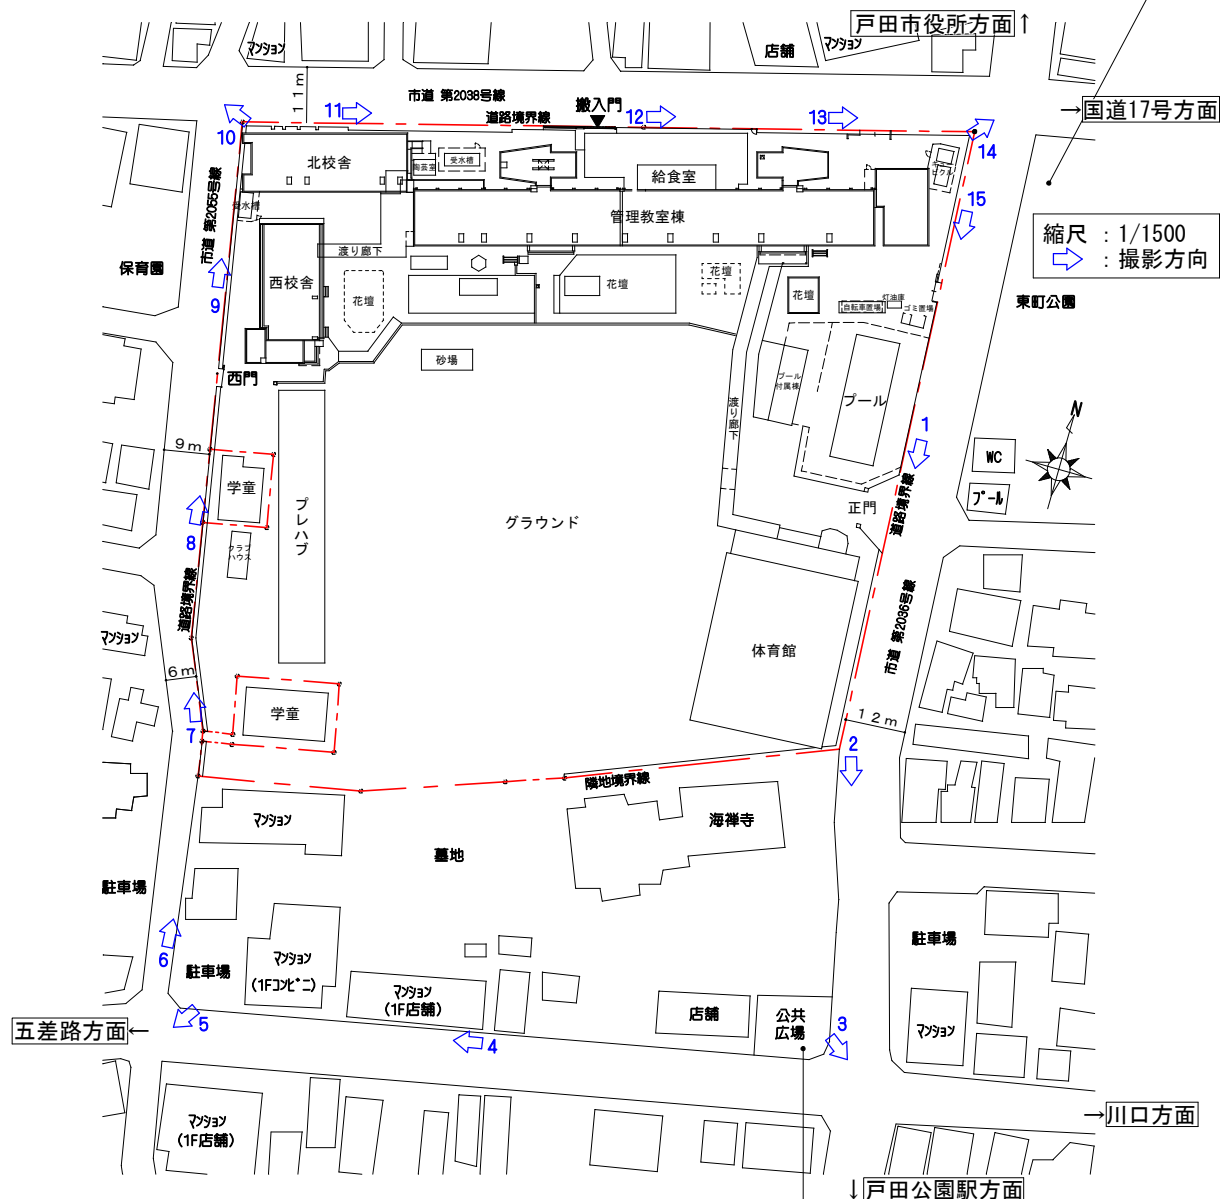 戸田市役所方面↑
マンション
店舗
マンション
11m
市道 第2038号線
搬入門
道路境界線
→国道17号方面
10
11
12
13
14
北校舎
陶芸室
受水槽
給食室
キュービクル
15
市道 第2055号線
受水槽
管理教室棟
縮尺 : 1/1500
: 撮影方向
渡り廊下
保育園
西校舎
花壇
花壇
花壇
花壇
灯油庫
自転車置場
ゴミ置場
東町公園
9
砂場
西門
プール
付属棟
プール
渡り廊下
N
1
9m
WC
プール
学童
プレハブ
グラウンド
正門
道路境界線
8
クラブ
ハウス
道路境界線
市道 第2036号線
マンション
体育館
6m
学童
12m
7
2
隣地境界線
マンション
海禅寺
墓地
駐車場
6
駐車場
マンション
(1Fコンビニ)
駐車場
マンション
(1F店舗)
店舗
公共
広場
マンション
五差路方面←
5
4
3
マンション
(1F店舗)
→川口方面
↓戸田公園駅方面